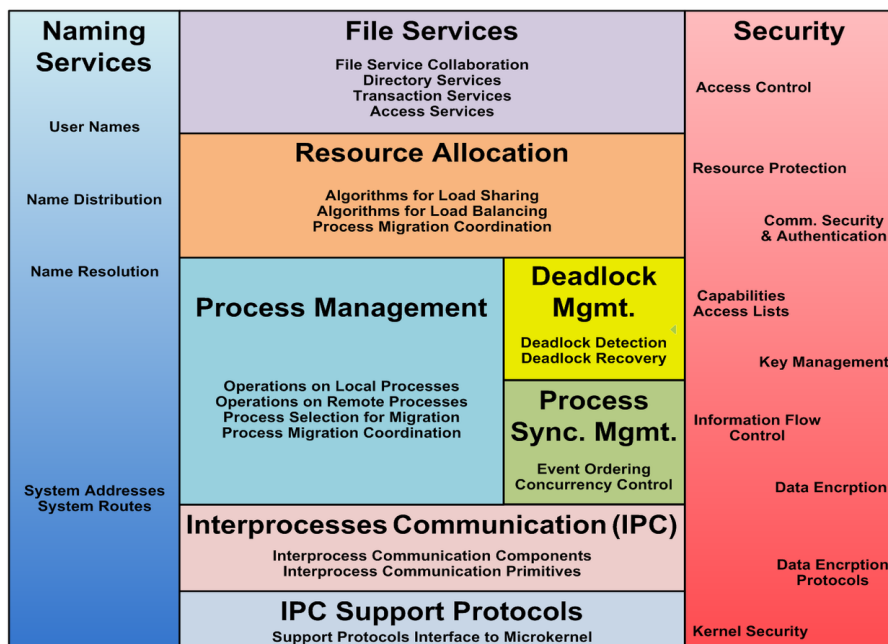 Naming
Services
User Names
Name Distribution
Name Resolution
System Addresses
System Routes
File Services
File Service Collaboration
Directory Services
Transaction Services
Access Services
Resource Allocation
Algorithms for Load Sharing
Algorithms for Load Balancing
Process Migration Coordination
Process Management
Operations on Local Processes
Operations on Remote Processes
Process Selection for Migration
Process Migration Coordination
Deadlock
Mgmt.
Deadlock Detection
Deadlock Recovery
Process
Sync. Mgmt.
Event Ordering
Concurrency Control
Interprocesses Communication (IPC)
Interprocess Communication Components
Interprocess Communication Primitives
IPC Support Protocols
Support Protocols Interface to Microkernel
Security
Access Control
Resource Protection
Comm. Security
& Authentication
Capabilities
Access Lists
Key Management
Information Flow
Control
Data Encrption
Data Encrption
Protocols
Kernel Security